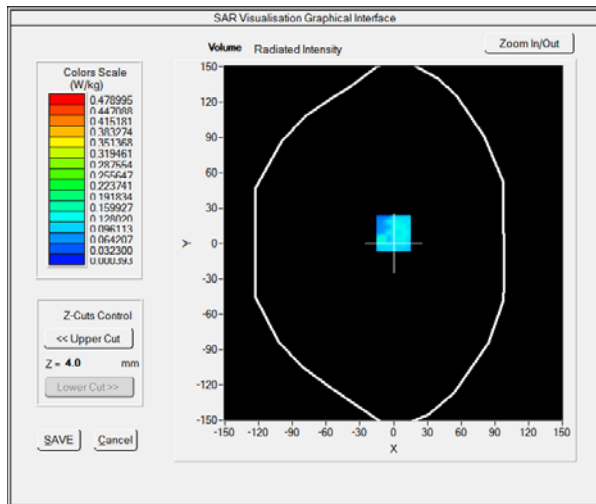 SAR Visualisation Graphical Interface
Volume Radiated Intensity
Zoom In/Out
Colors Scale
(W/kg)
0.478995
0.447088
0.415181
0.383274
0.351368
0.319461
0.287554
0.255647
0.223741
0.191834
0.159927
0.128020
0.096113
0.064207
0.032300
0.000393
Z-Cuts Control
<< Upper Cut
Z = 4.0 mm
Lower Cut >>
SAVE Cancel
150
120
90
60
30
0
-30
-60
-90
-120
-150
Y
-150 -120 -90 -60 -30 0 30 60 90 120 150
X